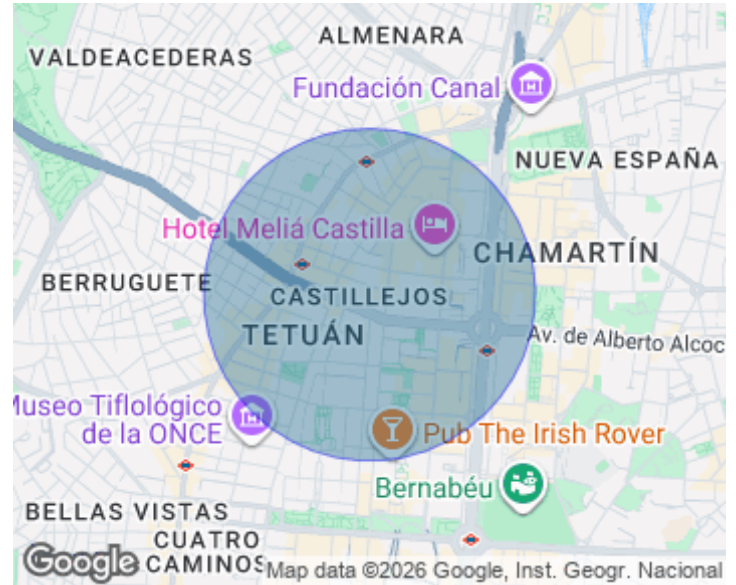 ALMENARA
VALDEACEDERAS
Fundación Canal
NUEVA ESPAÑA
Hotel Meliá Castilla
CHAMARTÍN
BERRUGUETE
CASTILLEJOS
TETUÁN
Av. de Alberto Alcoc
Museo Tiflológico
de la ONCE
Pub The Irish Rover
Bernabéu
BELLAS VISTAS
CUATRO
CAMINOS
Google
Map data ©2026 Google, Inst. Geogr. Nacional